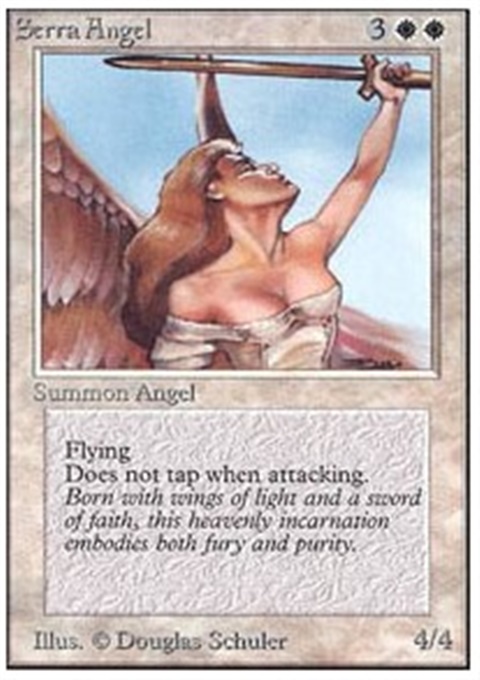 Serra Angel 3
Summon Angel
Flying
Does not tap when attacking.
Born with wings of light and a sword
of faith, this heavenly incarnation
embodies both fury and purity.
Illus. © Douglas Schuler 4/4